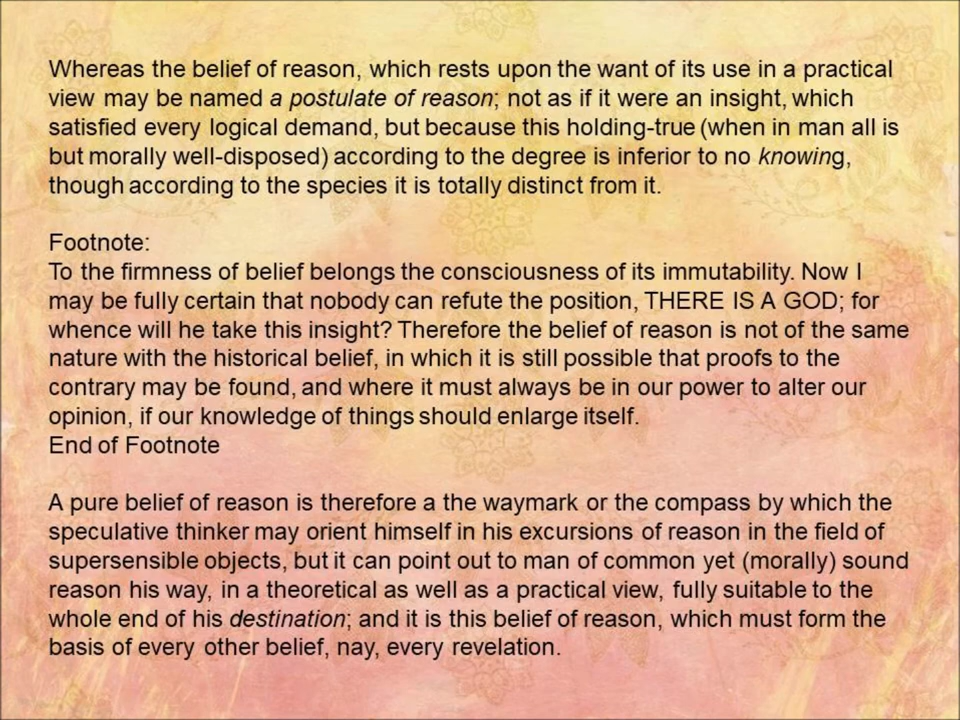 Whereas the belief of reason, which rests upon the want of its use in a practical
view may be named a postulate of reason; not as if it were an insight, which
satisfied every logical demand, but because this holding-true (when in man all is
but morally well-disposed) according to the degree is inferior to no knowing,
though according to the species it is totally distinct from it.
Footnote:
To the firmness of belief belongs the consciousness of its immutability. Now I
may be fully certain that nobody can refute the position, THERE IS A GOD; for
whence will he take this insight? Therefore the belief of reason is not of the same
nature with the historical belief, in which it is still possible that proofs to the
contrary may be found, and where it must always be in our power to alter our
opinion, if our knowledge of things should enlarge itself.
End of Footnote
A pure belief of reason is therefore a the waymark or the compass by which the
speculative thinker may orient himself in his excursions of reason in the field of
supersensible objects, but it can point out to man of common yet (morally) sound
reason his way, in a theoretical as well as a practical view, fully suitable to the
whole end of his destination; and it is this belief of reason, which must form the
basis of every other belief, nay, every revelation.